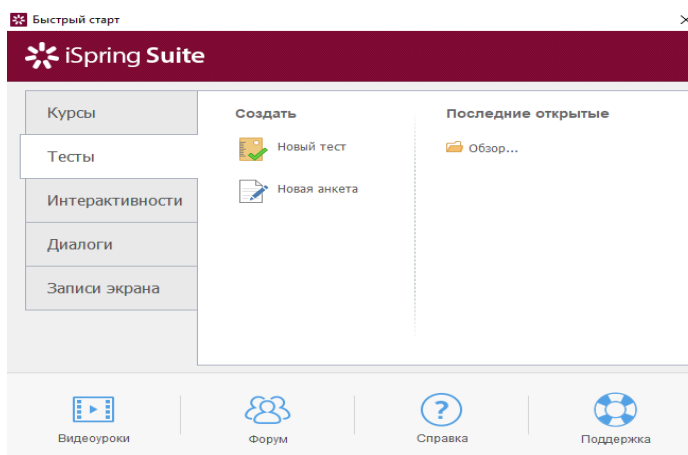 Быстрый старт
iSpring Suite
Курсы
Тесты
Интерактивности
Диалоги
Записи экрана
Создать
Новый тест
Новая анкета
Последние открытые
Обзор...
Видеоуроки
Форум
Справка
Поддержка